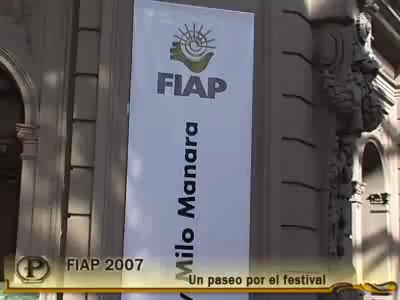 FIAP
Milo Manara
P
FIAP 2007
Un paseo por el festival